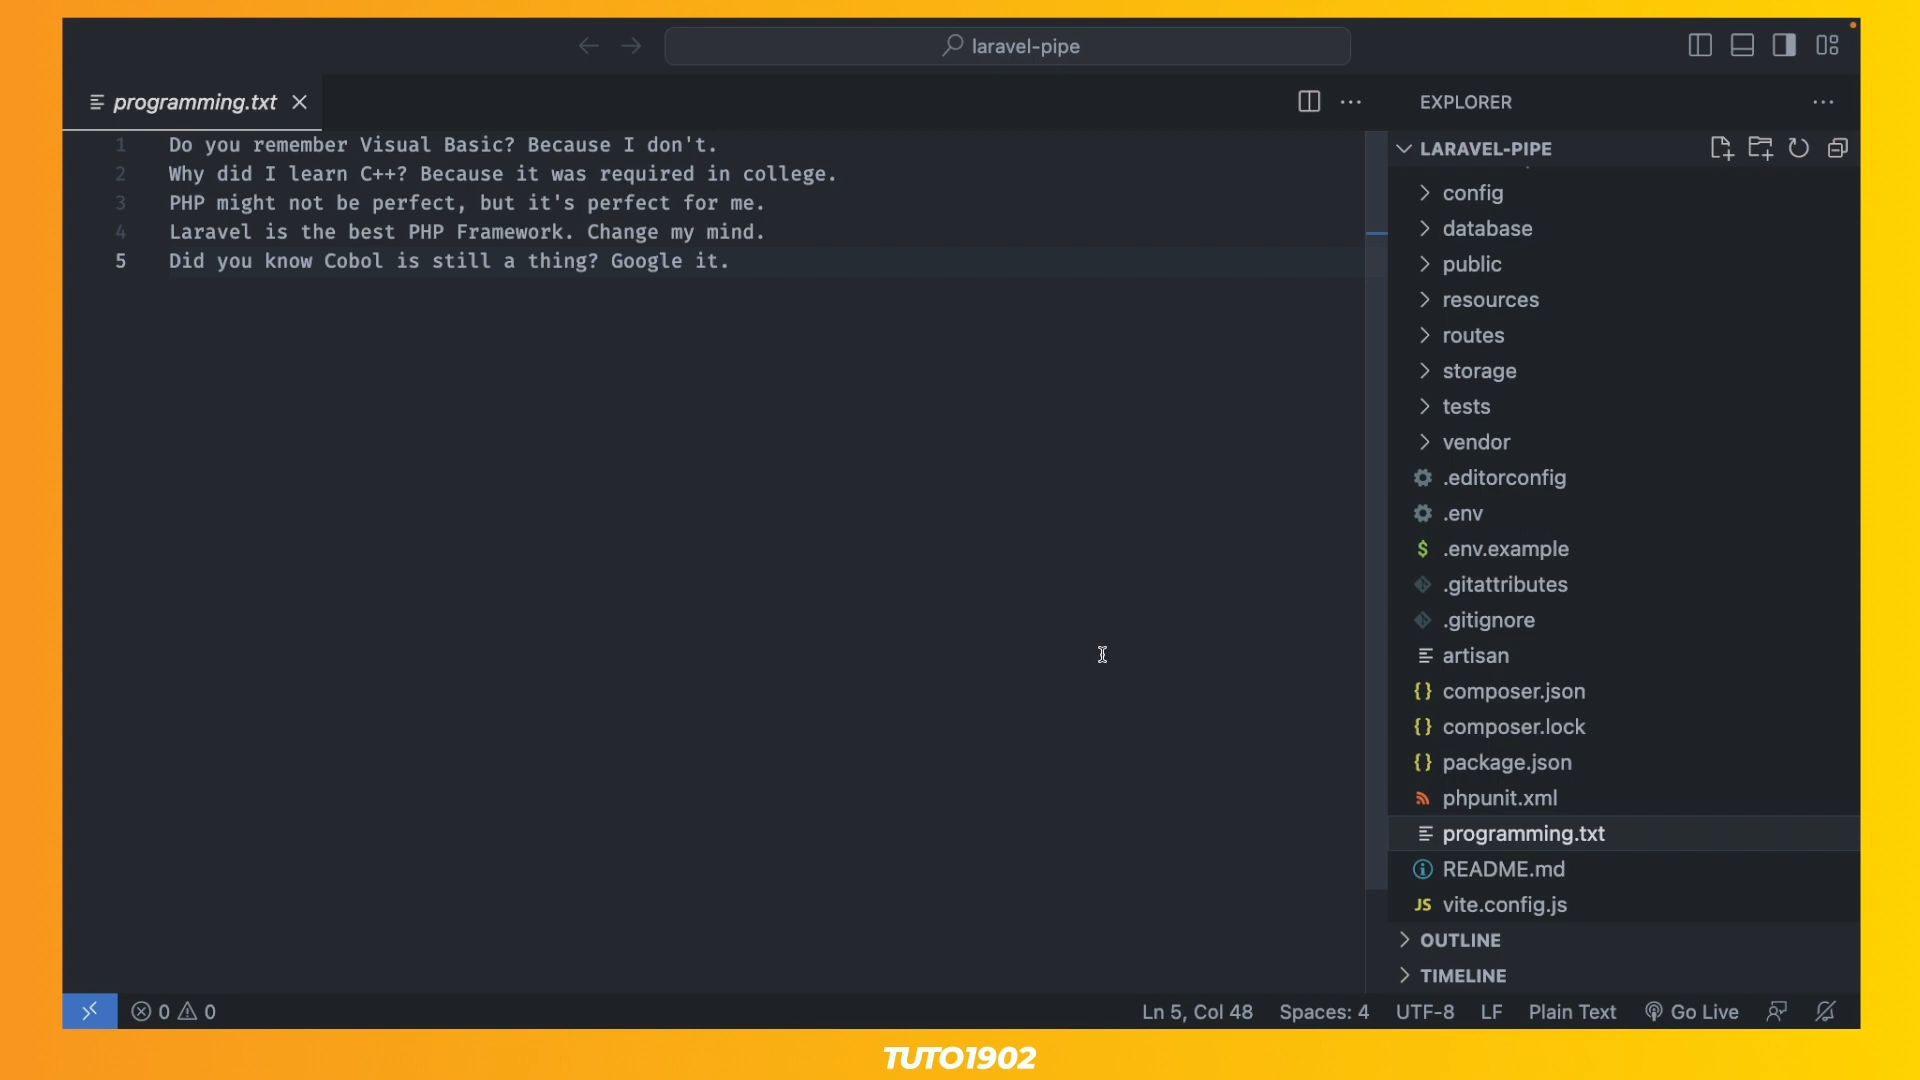 laravel-pipe
programming.txt
EXPLORER
1 Do you remember Visual Basic? Because I don't.
2 Why did I learn C++? Because it was required in college.
3 PHP might not be perfect, but it's perfect for me.
4 Laravel is the best PHP Framework. Change my mind.
5 Did you know Cobol is still a thing? Google it.
LARAVEL-PIPE
config
database
public
resources
routes
storage
tests
vendor
.editorconfig
.env
$ .env.example
.gitattributes
.gitignore
artisan
{} composer.json
{} composer.lock
{} package.json
phpunit.xml
programming.txt
README.md
JS vite.config.js
OUTLINE
TIMELINE
0 0 Ln 5, Col 48 Spaces: 4 UTF-8 LF Plain Text Go Live
TUTO1902